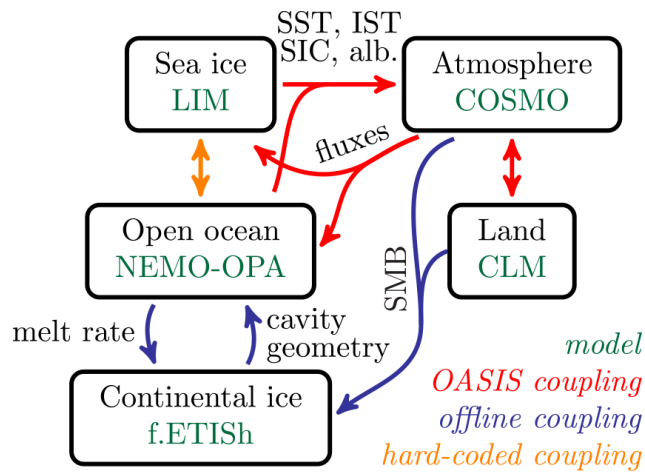 SST, IST
SIC, alb.
Sea ice
LIM
Atmosphere
COSMO
fluxes
Open ocean
NEMO-OPA
Land
CLM
SMB
melt rate
cavity
geometry
Continental ice
f.ETISh
model
OASIS coupling
offline coupling
hard-coded coupling